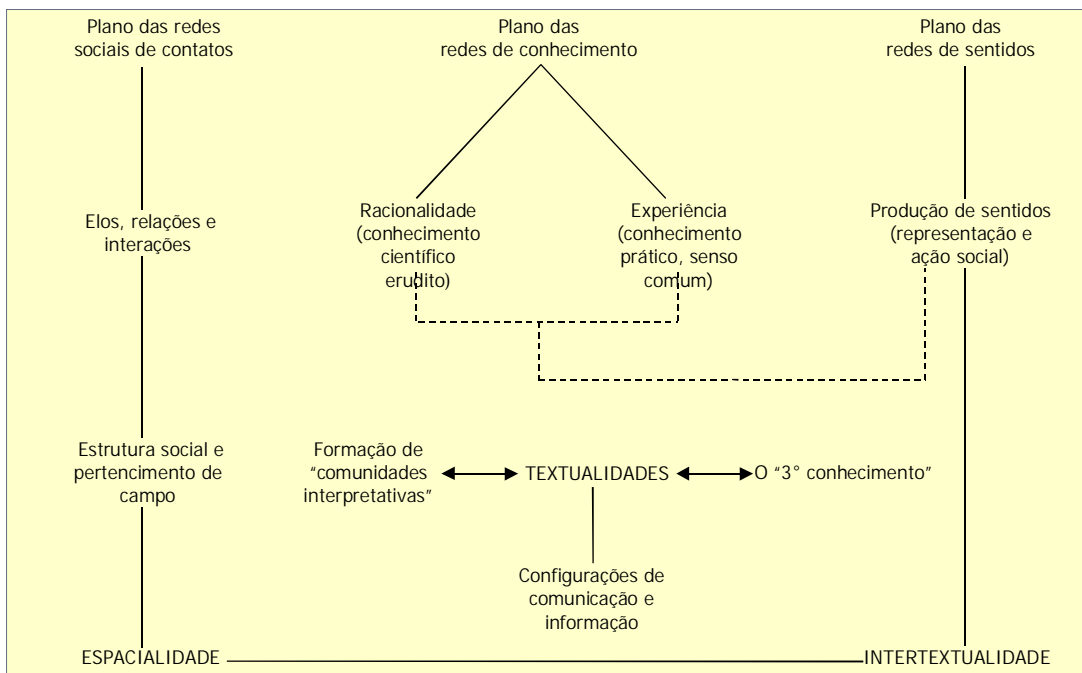 Plano das redes
sociais de contatos
Plano das
redes de conhecimento
Plano das
redes de sentidos
Elos, relações e
interações
Racionalidade
(conhecimento
científico
erudito)
Experiência
(conhecimento
prático, senso
comum)
Produção de sentidos
(representação e
ação social)
Estrutura social e
pertencimento de
campo
Formação de
“comunidades
interpretativas”
TEXTUALIDADES
O “3° conhecimento”
Configurações de
comunicação e
informação
ESPACIALIDADE
INTERTEXTUALIDADE